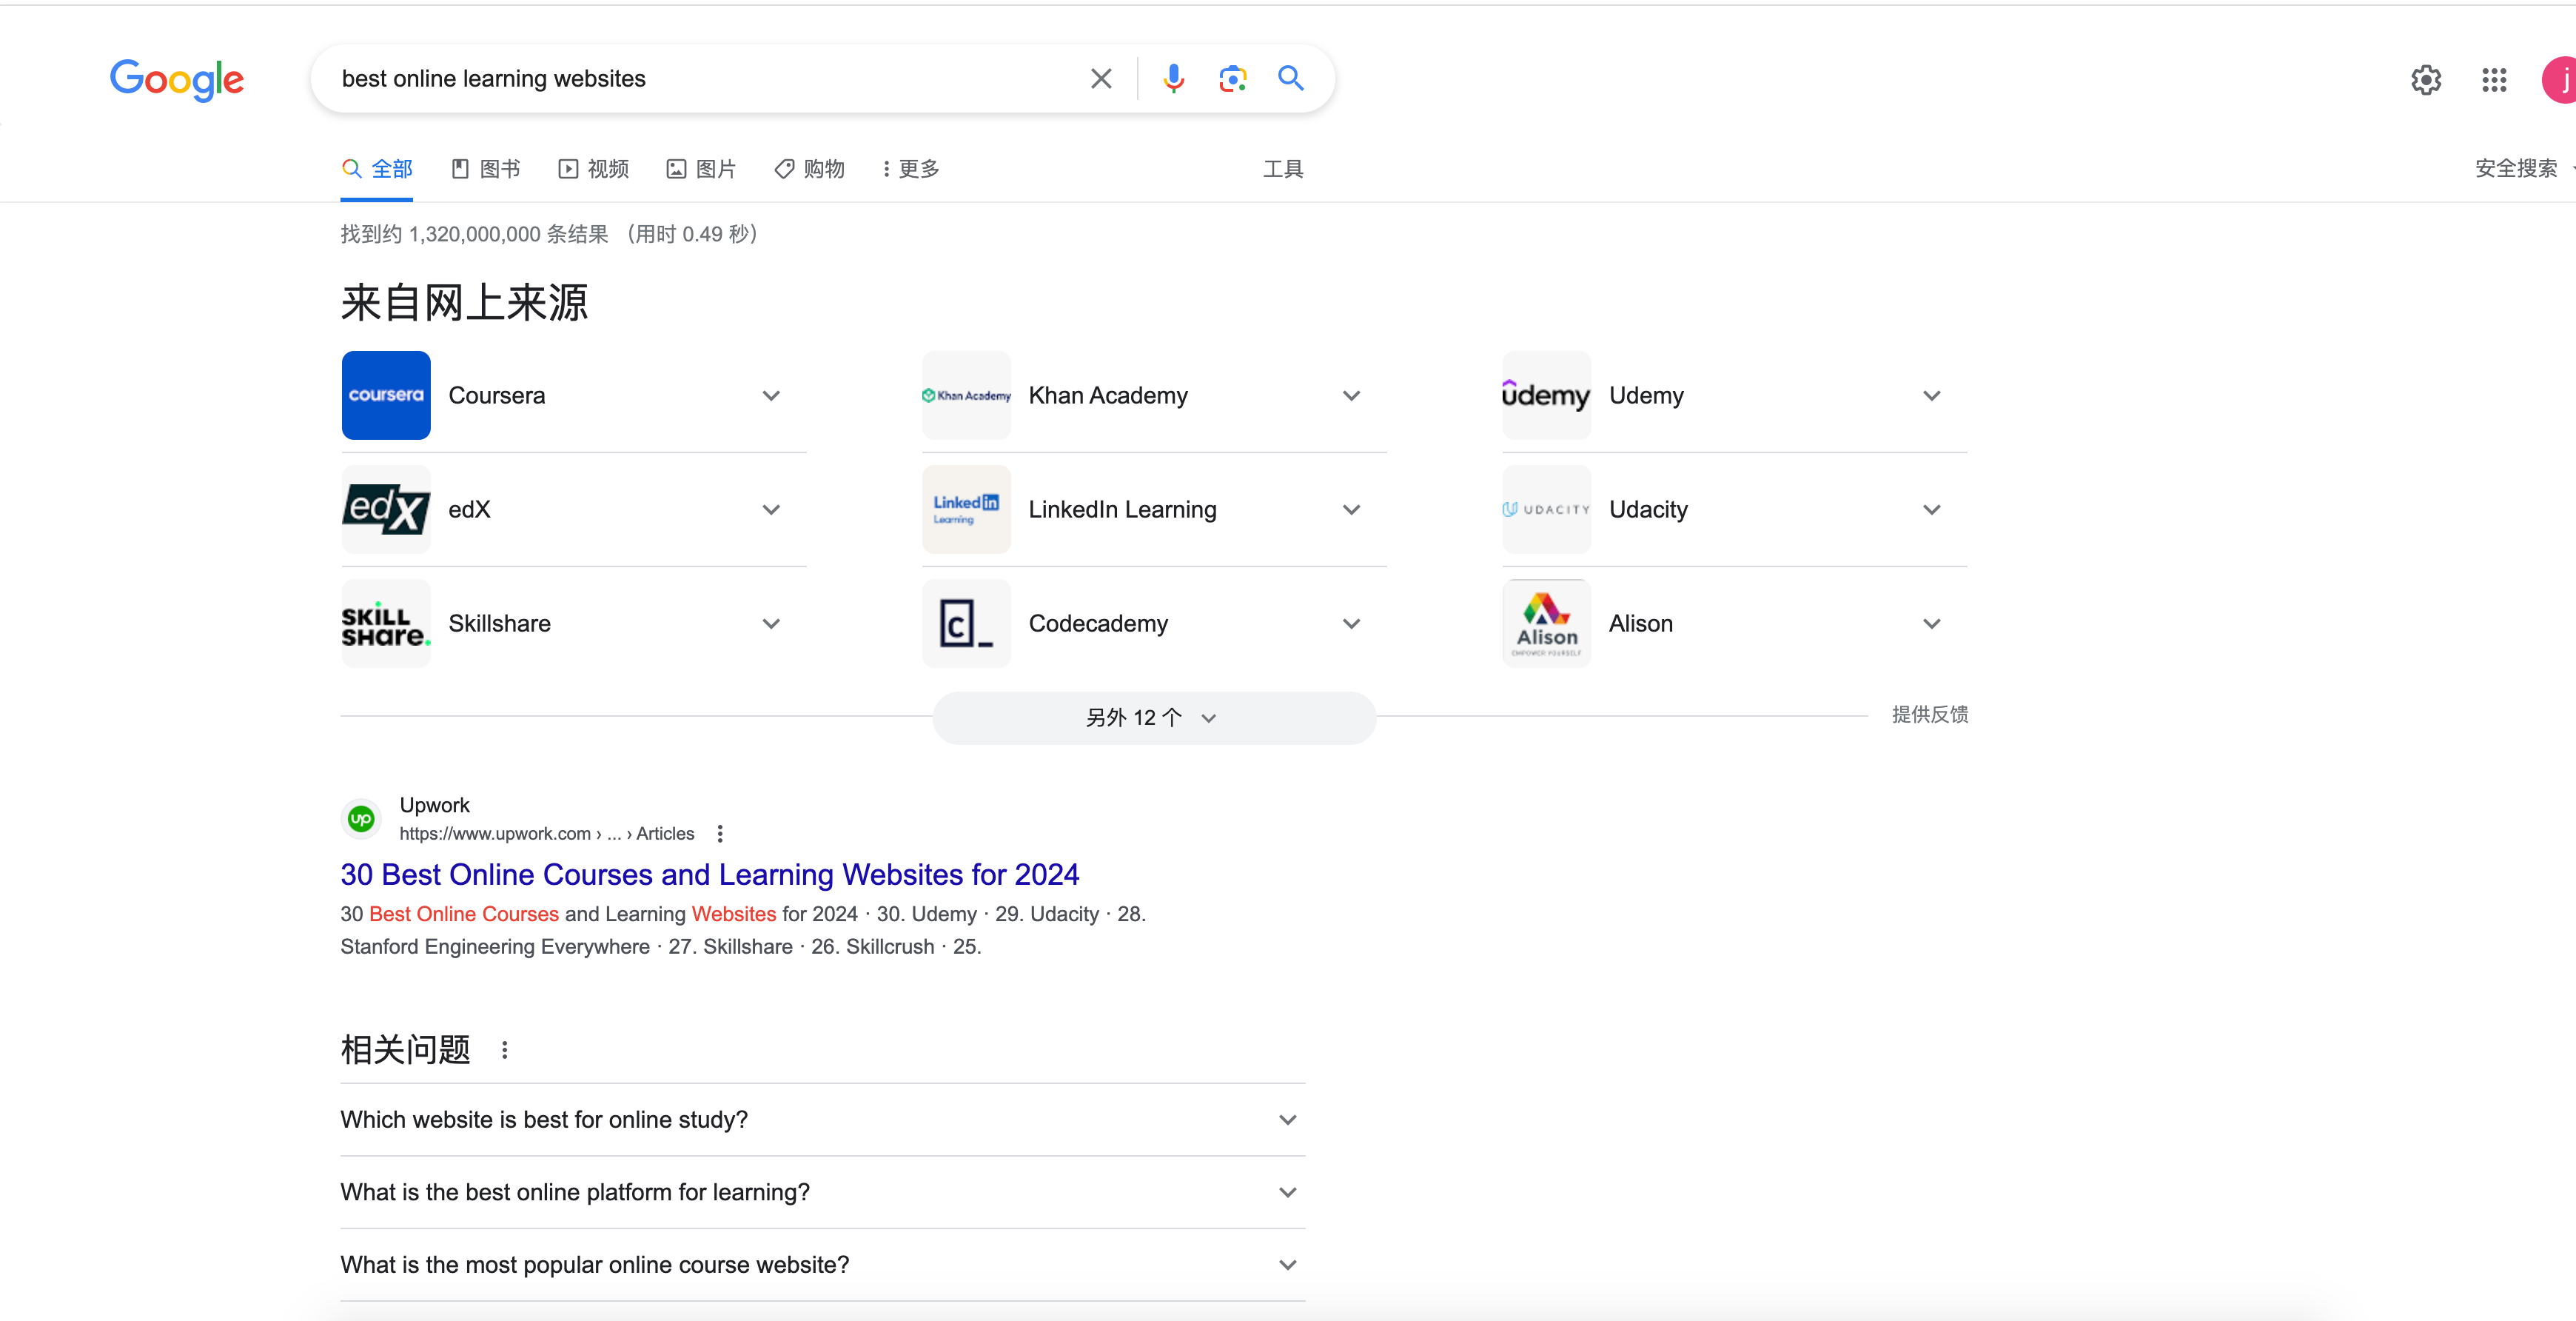 Google
best online learning websites
j
全部 图书 视频 图片 购物 更多 工具 安全搜索
找到约 1,320,000,000 条结果 （用时 0.49 秒）
来自网上来源
coursera Coursera
Khan Academy Khan Academy
udemy Udemy
edX edX
Linked in Learning LinkedIn Learning
UDACITY Udacity
SKILL SHare. Skillshare
c_ Codecademy
Alison EMPOWER YOURSELF Alison
另外 12 个
提供反馈
up Upwork
https://www.upwork.com › ... › Articles
30 Best Online Courses and Learning Websites for 2024
30 Best Online Courses and Learning Websites for 2024 · 30. Udemy · 29. Udacity · 28.
Stanford Engineering Everywhere · 27. Skillshare · 26. Skillcrush · 25.
相关问题
Which website is best for online study?
What is the best online platform for learning?
What is the most popular online course website?